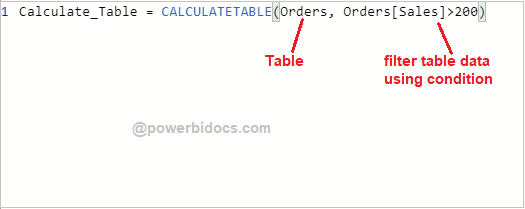 1 Calculate_Table = CALCULATETABLE(Orders, Orders[Sales]>200)
Table
filter table data
using condition
@powerbidocs.com